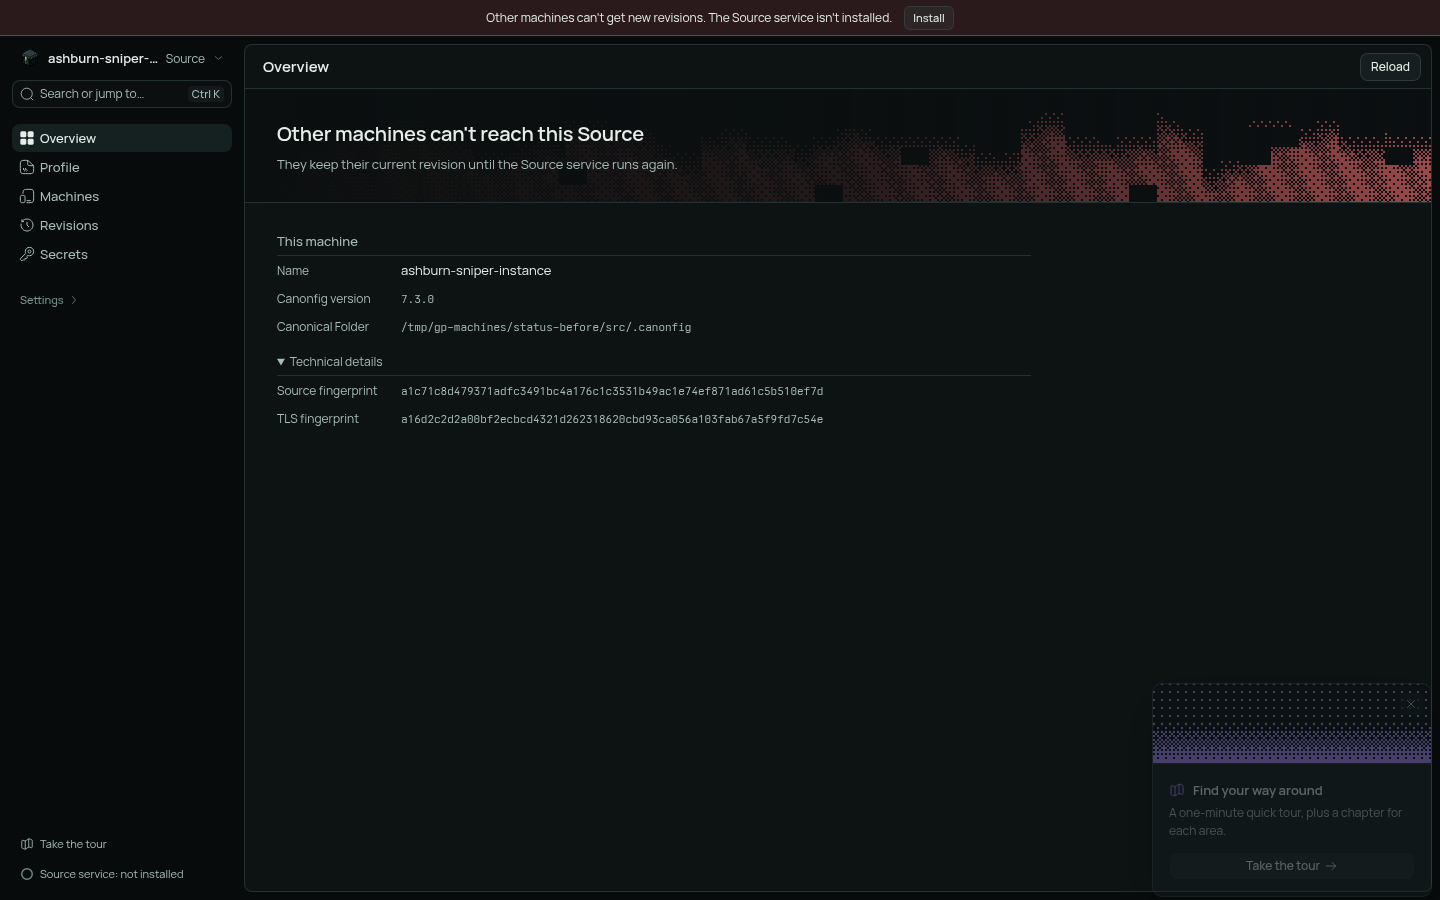 Other machines can't get new revisions. The Source service isn't installed.
Install
ashburn-sniper-... Source
Search or jump to... Ctrl K
Overview
Profile
Machines
Revisions
Secrets
Settings
Take the tour
Source service: not installed
Overview
Reload
Other machines can't reach this Source
They keep their current revision until the Source service runs again.
This machine
Name ashburn-sniper-instance
Canonfig version 7.3.0
Canonical Folder /tmp/gp-machines/status-before/src/.canonfig
Technical details
Source fingerprint a1c71c8d479371adfc3491bc4a176c1c3531b49ac1e74ef871ad61c5b510ef7d
TLS fingerprint a16d2c2d2a00bf2ecbcd4321d262318620cbd93ca056a103fab67a5f9fd7c54e
Find your way around
A one-minute quick tour, plus a chapter for
each area.
Take the tour →